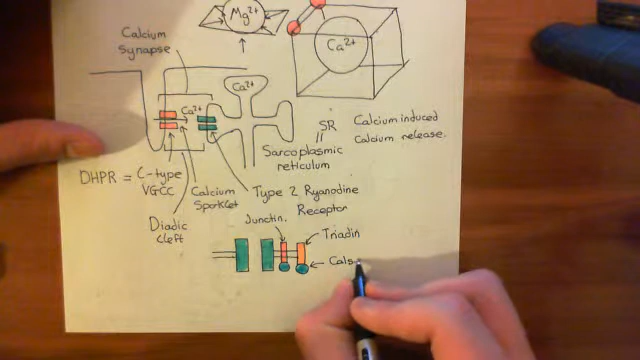 Mg²⁺
Ca²⁺
Calcium
Synapse
Ca²⁺
Ca²⁺
SR
=
Sarcoplasmic
reticulum
Calcium induced
Calcium release.
DHPR = L-type
VGCC
Calcium
Sparklet
Type 2 Ryanodine
Receptor
Diadic
cleft
Junctin.
Triadin
Cals